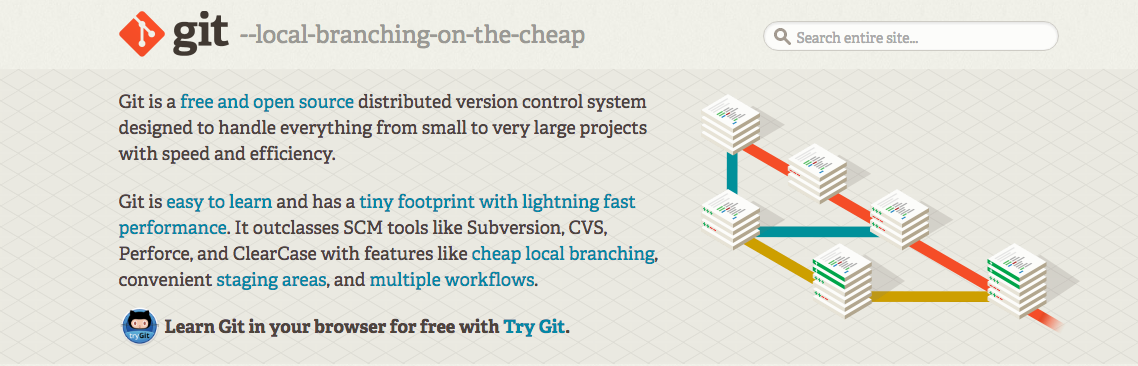 git --local-branching-on-the-cheap
Search entire site...
Git is a free and open source distributed version control system
designed to handle everything from small to very large projects
with speed and efficiency.
Git is easy to learn and has a tiny footprint with lightning fast
performance. It outclasses SCM tools like Subversion, CVS,
Perforce, and ClearCase with features like cheap local branching,
convenient staging areas, and multiple workflows.
tryGit
Learn Git in your browser for free with Try Git.